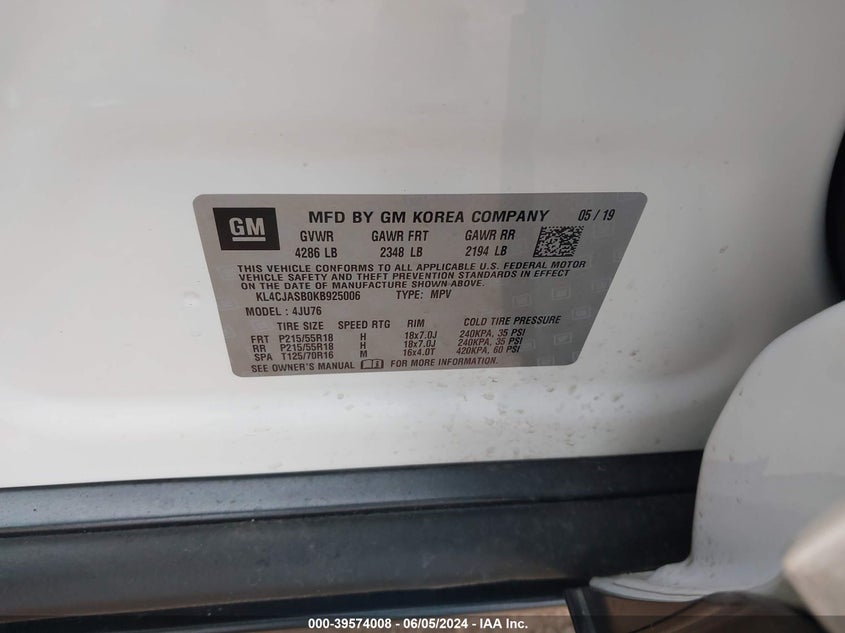 GM MFD BY GM KOREA COMPANY 05 / 19
GVWR GAWR FRT GAWR RR
4286 LB 2348 LB 2194 LB
THIS VEHICLE CONFORMS TO ALL APPLICABLE U.S. FEDERAL MOTOR
VEHICLE SAFETY AND THEFT PREVENTION STANDARDS IN EFFECT
ON THE DATE OF MANUFACTURE SHOWN ABOVE.
KL4CJASB0KB925006 TYPE: MPV
MODEL : 4JU76
TIRE SIZE SPEED RTG RIM COLD TIRE PRESSURE
FRT P215/55R18 H 18x7.0J 240KPA, 35 PSI
RR P215/55R18 H 18x7.0J 240KPA, 35 PSI
SPA T125/70R16 M 16x4.0T 420KPA, 60 PSI
SEE OWNER'S MANUAL FOR MORE INFORMATION.
000-39574008 - 06/05/2024 - IAA Inc.